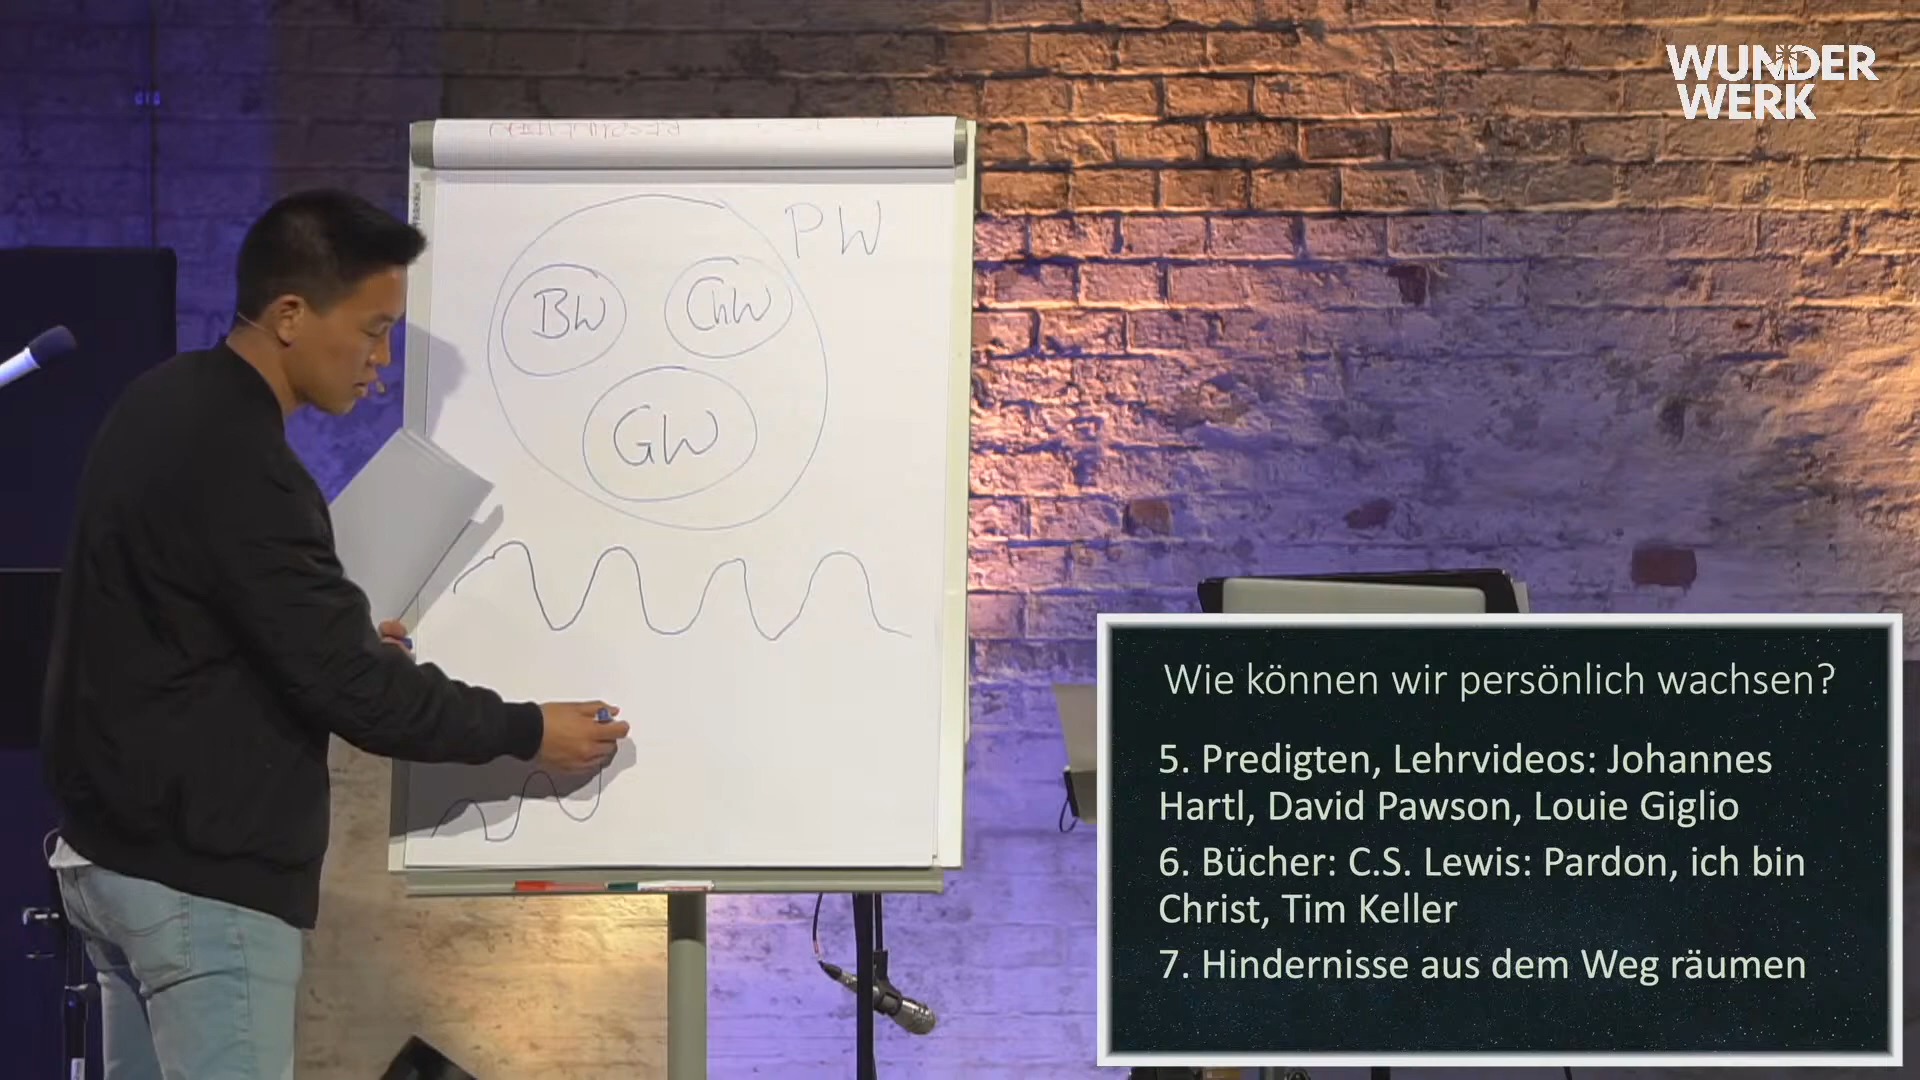 WUNDER
WERK
PW
BW
ChW
GW
Wie können wir persönlich wachsen?
5. Predigten, Lehrvideos: Johannes
Hartl, David Pawson, Louie Giglio
6. Bücher: C.S. Lewis: Pardon, ich bin
Christ, Tim Keller
7. Hindernisse aus dem Weg räumen